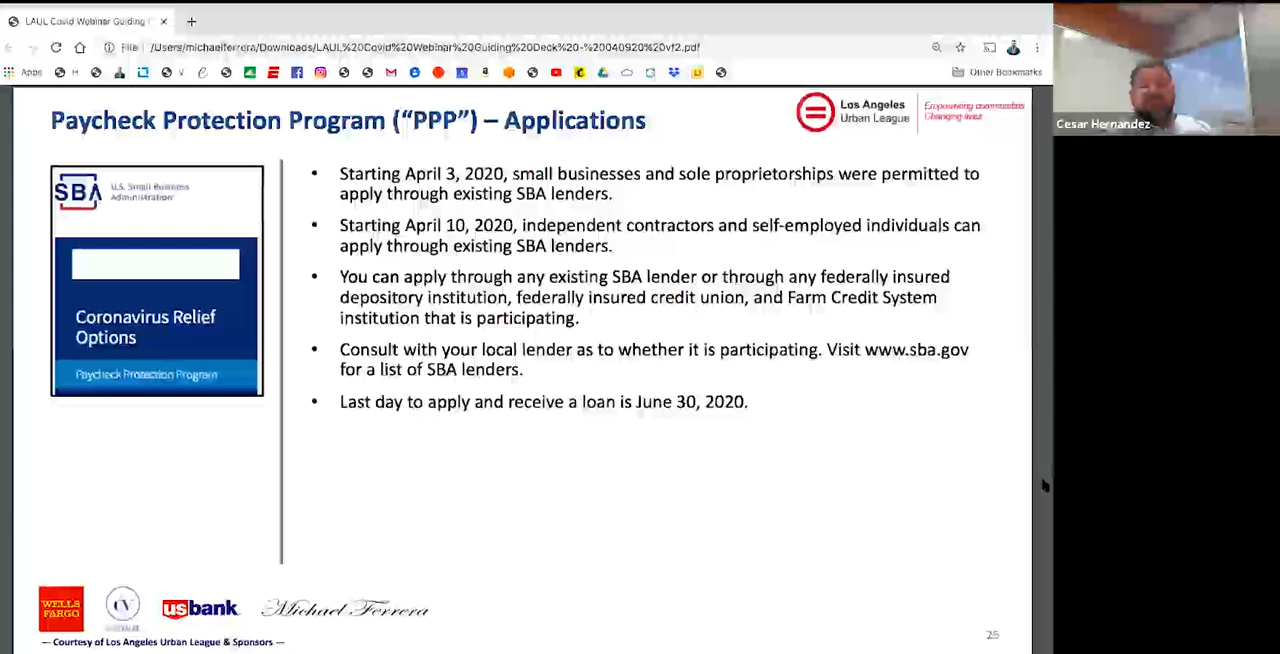 LAUL Covid Webinar Guiding
File /Users/michaelferrera/Downloads/LAUL%20Covid%20Webinar%20Guiding%20Deck%20-%20040920%20vf2.pdf
Apps
Other Bookmarks
Paycheck Protection Program (“PPP”) – Applications
Los Angeles
Urban League
Empowering communities
Changing lives
Cesar Hernandez
SBA
U.S. Small Business
Administration
Coronavirus Relief
Options
Paycheck Protection Program
• Starting April 3, 2020, small businesses and sole proprietorships were permitted to
apply through existing SBA lenders.
• Starting April 10, 2020, independent contractors and self-employed individuals can
apply through existing SBA lenders.
• You can apply through any existing SBA lender or through any federally insured
depository institution, federally insured credit union, and Farm Credit System
institution that is participating.
• Consult with your local lender as to whether it is participating. Visit www.sba.gov
for a list of SBA lenders.
• Last day to apply and receive a loan is June 30, 2020.
WELLS
FARGO
CV
usbank
Michael Ferrera
— Courtesy of Los Angeles Urban League & Sponsors —
25